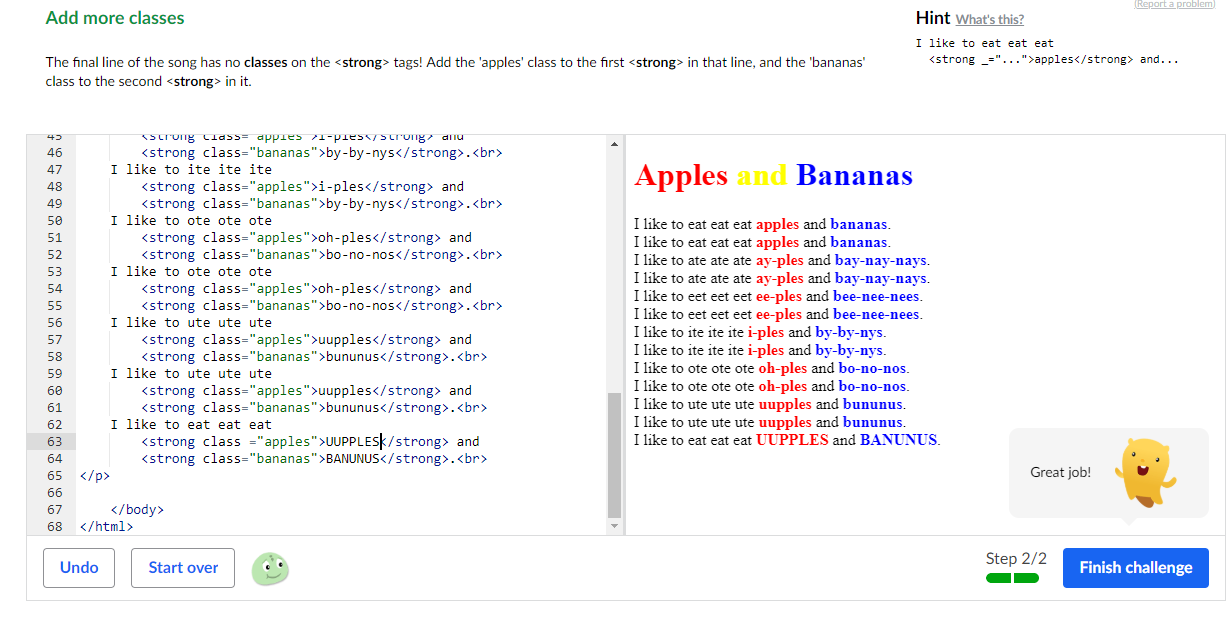 (Report a problem)
Add more classes
Hint What's this?
I like to eat eat eat
<strong _="...">apples</strong> and...
The final line of the song has no classes on the <strong> tags! Add the 'apples' class to the first <strong> in that line, and the 'bananas'
class to the second <strong> in it.
45 <strong class="apples">i-ples</strong> and
46 <strong class="bananas">by-by-nys</strong>.<br>
47 I like to ite ite ite
48 <strong class="apples">i-ples</strong> and
49 <strong class="bananas">by-by-nys</strong>.<br>
50 I like to ote ote ote
51 <strong class="apples">oh-ples</strong> and
52 <strong class="bananas">bo-no-nos</strong>.<br>
53 I like to ote ote ote
54 <strong class="apples">oh-ples</strong> and
55 <strong class="bananas">bo-no-nos</strong>.<br>
56 I like to ute ute ute
57 <strong class="apples">uupples</strong> and
58 <strong class="bananas">bununus</strong>.<br>
59 I like to ute ute ute
60 <strong class="apples">uupples</strong> and
61 <strong class="bananas">bununus</strong>.<br>
62 I like to eat eat eat
63 <strong class ="apples">UUPPLES</strong> and
64 <strong class="bananas">BANUNUS</strong>.<br>
65 </p>
66
67 </body>
68 </html>
Apples and Bananas
I like to eat eat eat apples and bananas.
I like to eat eat eat apples and bananas.
I like to ate ate ate ay-ples and bay-nay-nays.
I like to ate ate ate ay-ples and bay-nay-nays.
I like to eet eet eet ee-ples and bee-nee-nees.
I like to eet eet eet ee-ples and bee-nee-nees.
I like to ite ite ite i-ples and by-by-nys.
I like to ite ite ite i-ples and by-by-nys.
I like to ote ote ote oh-ples and bo-no-nos.
I like to ote ote ote oh-ples and bo-no-nos.
I like to ute ute ute uupples and bununus.
I like to ute ute ute uupples and bununus.
I like to eat eat eat UUPPLES and BANUNUS.
Great job!
Undo
Start over
Step 2/2
Finish challenge